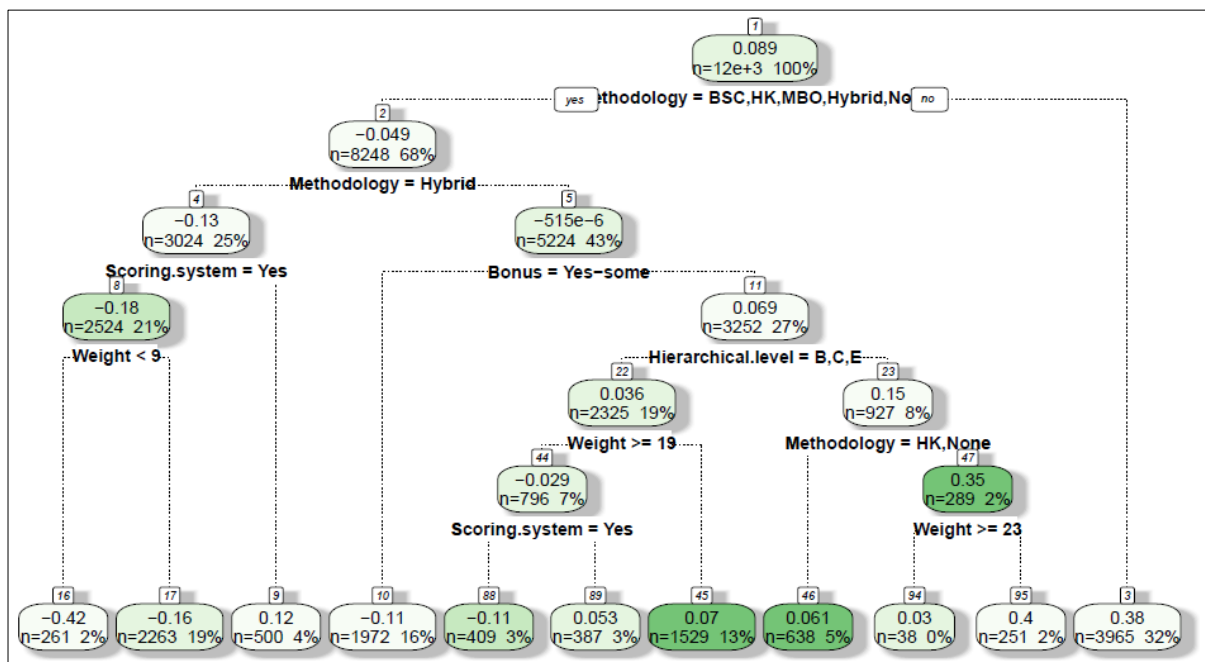 1
0.089
n=12e+3 100%
yes ethodology = BSC,HK,MBO,Hybrid,No no
2
−0.049
n=8248 68%
Methodology = Hybrid
4 5
−0.13 −515e−6
n=3024 25% n=5224 43%
Scoring.system = Yes Bonus = Yes−some
8 11
−0.18 0.069
n=2524 21% n=3252 27%
Weight < 9 Hierarchical.level = B,C,E
22 23
0.036 0.15
n=2325 19% n=927 8%
Weight >= 19 Methodology = HK,None
44 47
−0.029 0.35
n=796 7% n=289 2%
Scoring.system = Yes Weight >= 23
16 17 9 10 88 89 45 46 94 95 3
−0.42 −0.16 0.12 −0.11 −0.11 0.053 0.07 0.061 0.03 0.4 0.38
n=261 2% n=2263 19% n=500 4% n=1972 16% n=409 3% n=387 3% n=1529 13% n=638 5% n=38 0% n=251 2% n=3965 32%